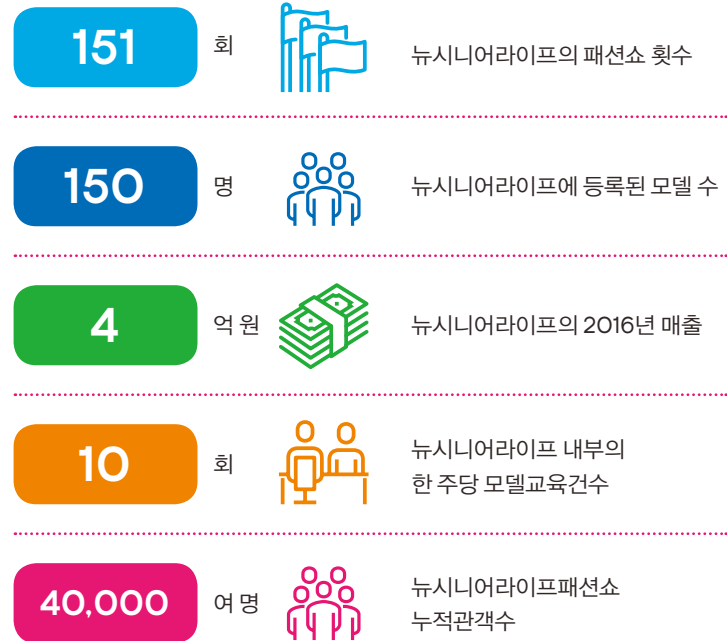 151 회 뉴시니어라이프의 패션쇼 횟수
150 명 뉴시니어라이프에 등록된 모델 수
4 억 원 뉴시니어라이프의 2016년 매출
10 회 뉴시니어라이프 내부의
한 주당 모델교육건수
40,000 여 명 뉴시니어라이프패션쇼
누적관객수